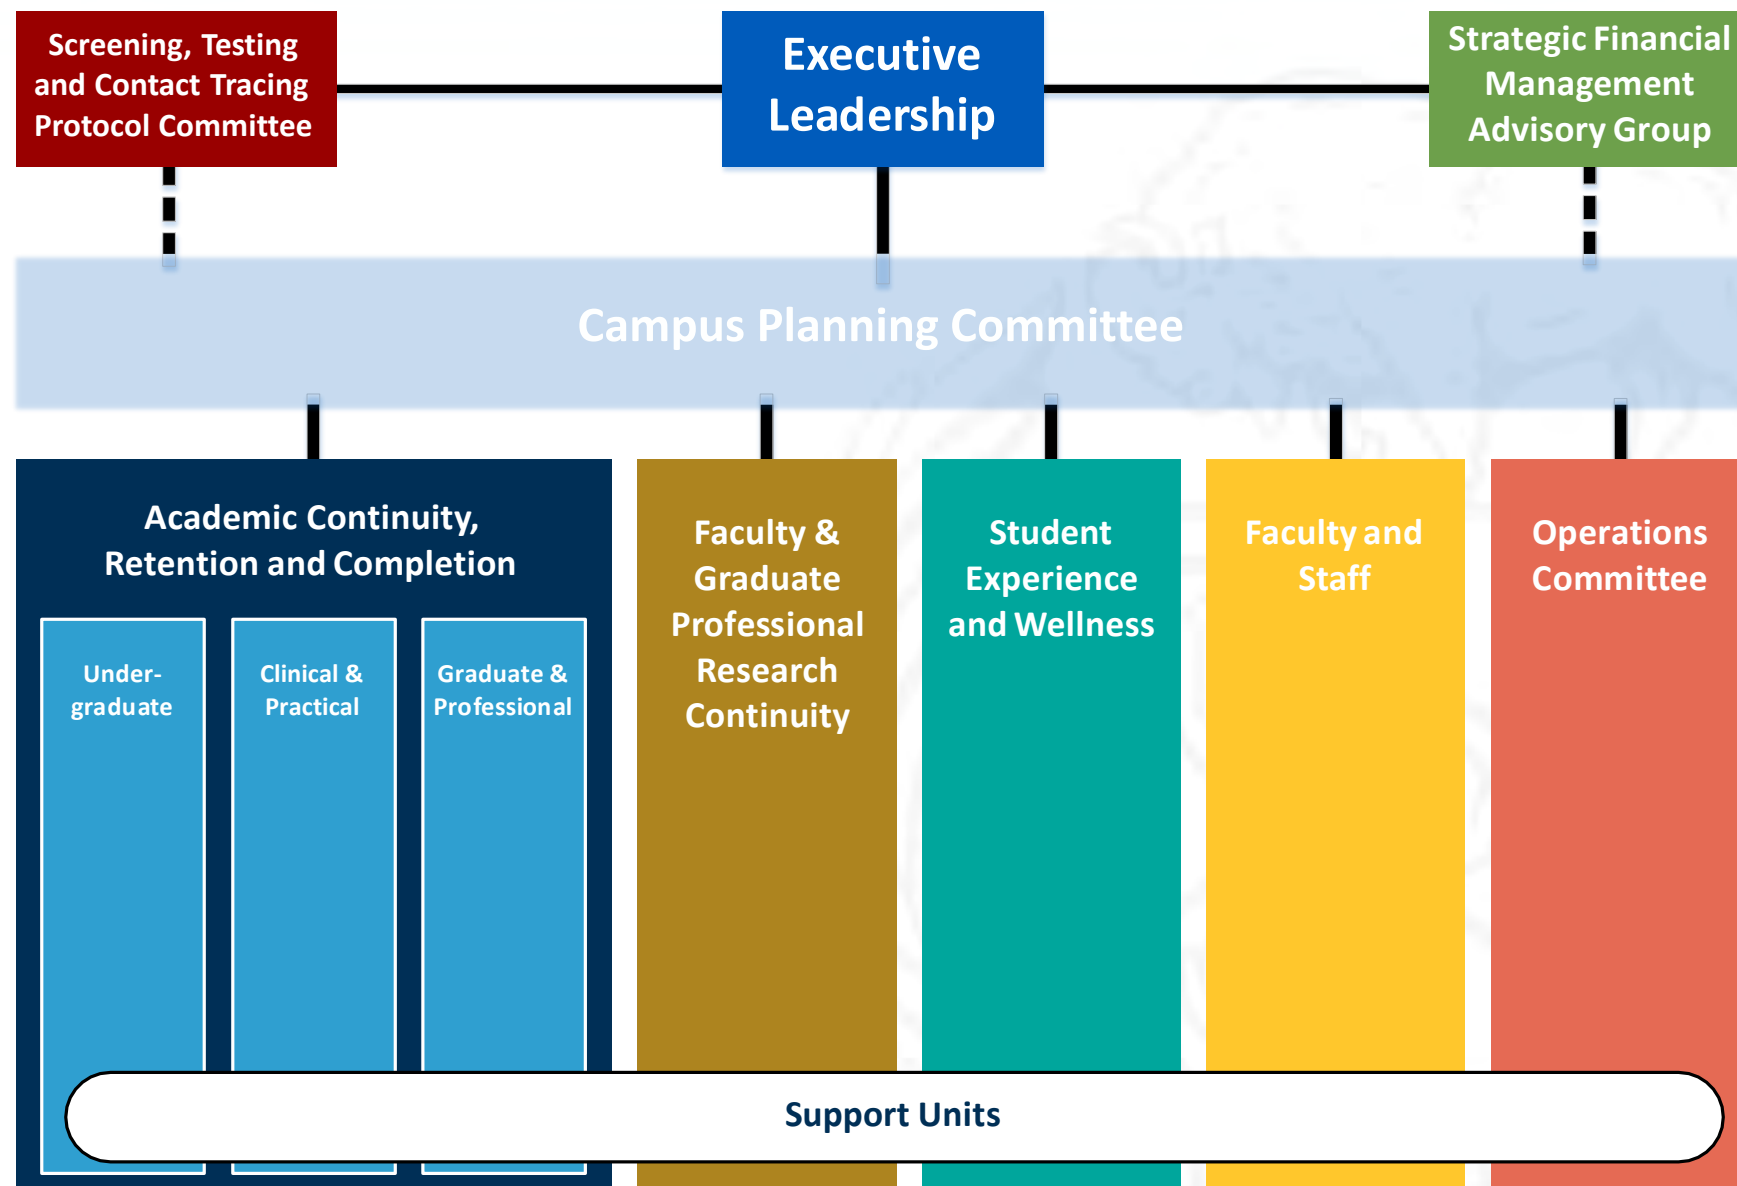 Screening, Testing
and Contact Tracing
Protocol Committee
Executive
Leadership
Strategic Financial
Management
Advisory Group
Campus Planning Committee
Academic Continuity,
Retention and Completion
Under-
graduate
Clinical &
Practical
Graduate &
Professional
Faculty &
Graduate
Professional
Research
Continuity
Student
Experience
and Wellness
Faculty and
Staff
Operations
Committee
Support Units